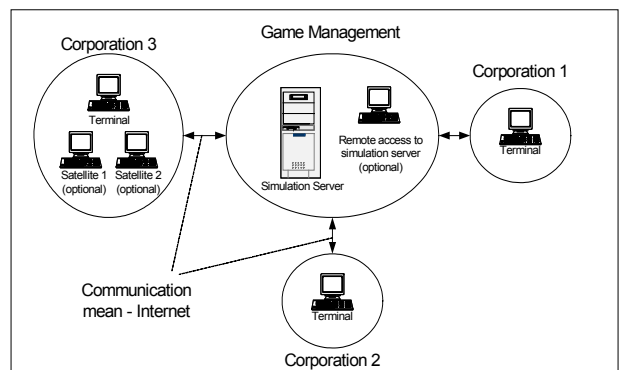 Game Management
Corporation 3
Corporation 1
Terminal
Satellite 1
(optional)
Satellite 2
(optional)
Simulation Server
Remote access to
simulation server
(optional)
Terminal
Communication
mean - Internet
Terminal
Corporation 2